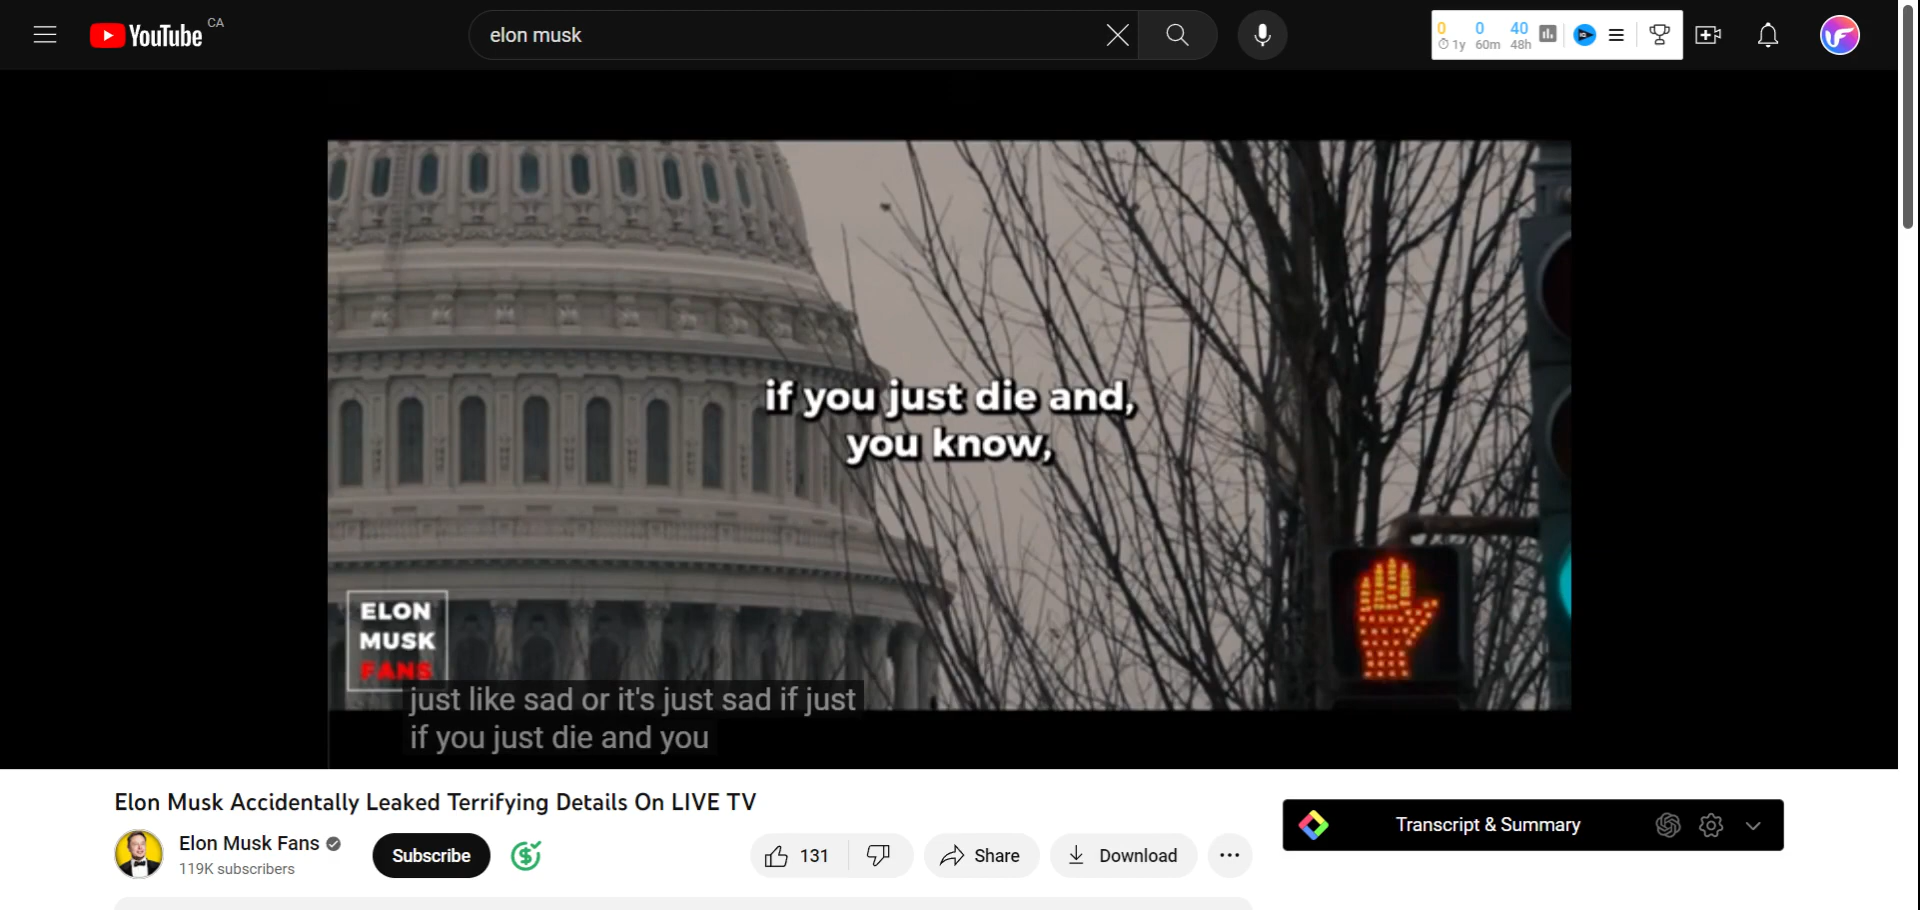 YouTube CA
elon musk
0 0 40
1y 60m 48h
if you just die and,
you know,
ELON
MUSK
FANS
just like sad or it's just sad if just
if you just die and you
Elon Musk Accidentally Leaked Terrifying Details On LIVE TV
Elon Musk Fans
119K subscribers
Subscribe
131
Share
Download
Transcript & Summary